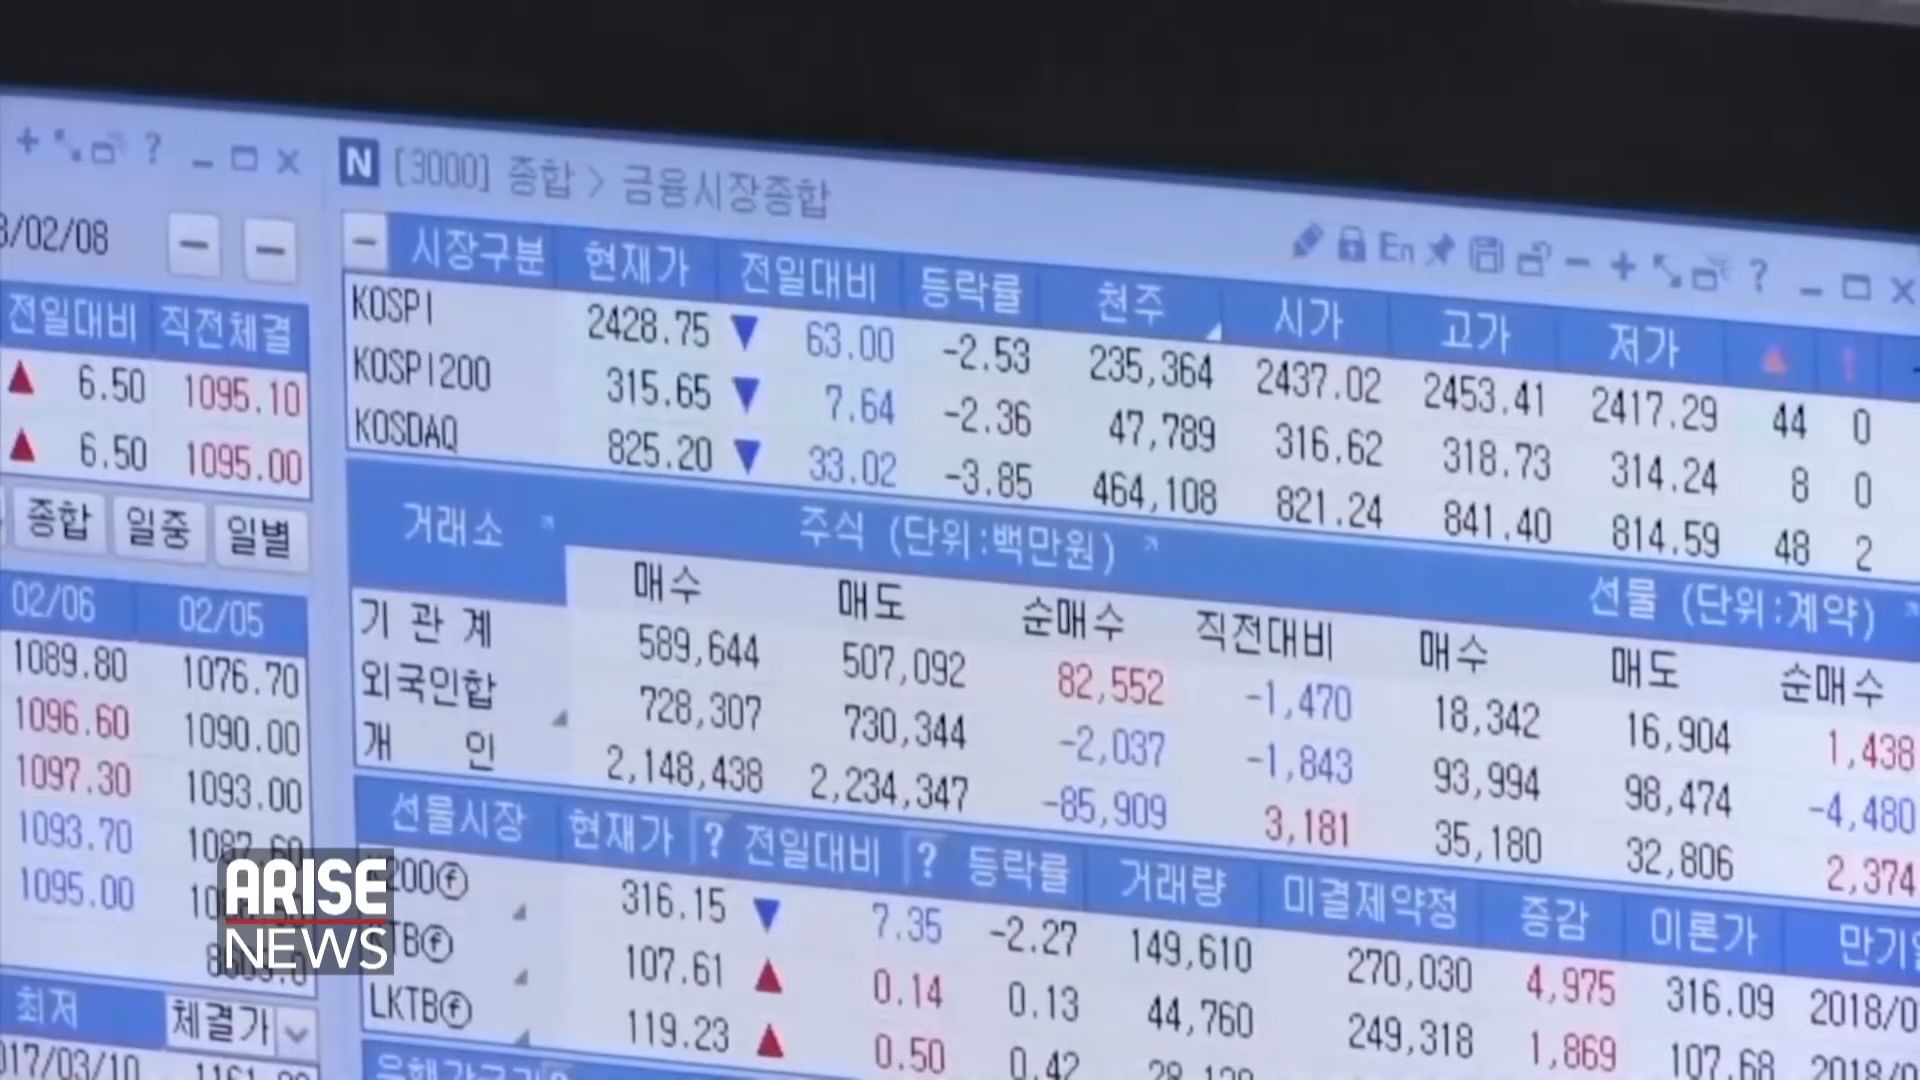 ? [3000] 종합 > 금융시장종합
/02/08
En ?
전일대비 직전체결
6.50 1095.10
6.50 1095.00
종합 일중 일별
02/06 02/05
1089.80 1076.70
1096.60 1090.00
1097.30 1093.00
1093.70 1087.60
1095.00
최저 체결가
시장구분 현재가 전일대비 등락률 천주 시가 고가 저가
KOSPI 2428.75 ▼ 63.00 -2.53 235,364 2437.02 2453.41 2417.29 44 0
KOSPI200 315.65 ▼ 7.64 -2.36 47,789 316.62 318.73 314.24 8 0
KOSDAQ 825.20 ▼ 33.02 -3.85 464,108 821.24 841.40 814.59 48 2
거래소 주식 (단위:백만원) 선물 (단위:계약)
매수 매도 순매수 직전대비 매수 매도 순매수
기 관 계 589,644 507,092 82,552 -1,470 18,342 16,904 1,438
외국인합 728,307 730,344 -2,037 -1,843 93,994 98,474 -4,480
개 인 2,148,438 2,234,347 -85,909 3,181 35,180 32,806 2,374
선물시장 현재가 ? 전일대비 ? 등락률 거래량 미결제약정 증감 이론가
200ⓕ 316.15 ▼ 7.35 -2.27 149,610 270,030 4,975 316.09 2018/0
TBⓕ 107.61 ▲ 0.14 0.13 44,760 249,318 1,869 107.68
LKTBⓕ 119.23 ▲ 0.50 0.42
ARISE
NEWS